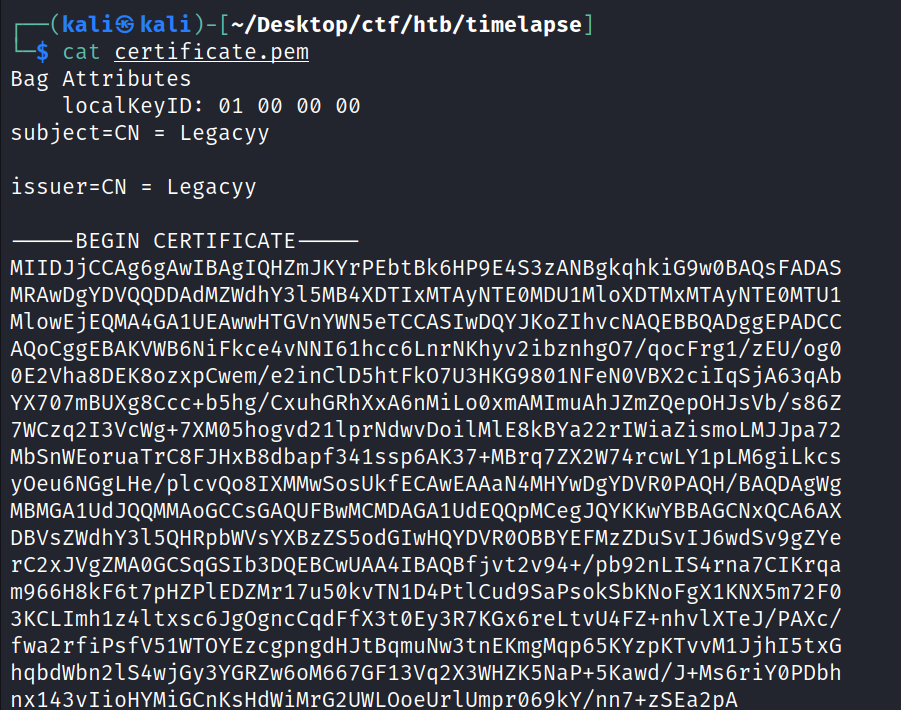 ┌──(kali㉿kali)-[~/Desktop/ctf/htb/timelapse]
└─$ cat certificate.pem
Bag Attributes
    localKeyID: 01 00 00 00
subject=CN = Legacyy

issuer=CN = Legacyy

-----BEGIN CERTIFICATE-----
MIIDJjCCAg6gAwIBAgIQHZmJKYrPEbtBk6HP9E4S3zANBgkqhkiG9w0BAQsFADAS
MRAwDgYDVQQDDAdMZWdhY3l5MB4XDTIxMTAyNTE0MDU1MloXDTMxMTAyNTE0MTU1
MlowEjEQMA4GA1UEAwwHTGVnYWN5eTCCASIwDQYJKoZIhvcNAQEBBQADggEPADCC
AQoCggEBAKVWB6NiFkce4vNNI61hcc6LnrNKhyv2ibznhgO7/qocFrg1/zEU/og0
0E2Vha8DEK8ozxpCwem/e2inClD5htFkO7U3HKG9801NFeN0VBX2ciIqSjA63qAb
YX707mBUXg8Ccc+b5hg/CxuhGRhXxA6nMiLo0xmAMImuAhJZmZQepOHJsVb/s86Z
7WCzq2I3VcWg+7XM05hogvd21lprNdwvDoilMlE8kBYa22rIWiaZismoLMJJpa72
MbSnWEoruaTrC8FJHxB8dbapf341ssp6AK37+MBrq7ZX2W74rcwLY1pLM6giLkcs
yOeu6NGgLHe/plcvQo8IXMMwSosUkfECAwEAAaN4MHYwDgYDVR0PAQH/BAQDAgWg
MBMGA1UdJQQMMAoGCCsGAQUFBwMCMDAGA1UdEQQpMCegJQYKKwYBBAGCNxQCA6AX
DBVsZWdhY3l5QHRpbWVsYXBzZS5odGIwHQYDVR0OBBYEFMzZDuSvIJ6wdSv9gZYe
rC2xJVgZMA0GCSqGSIb3DQEBCwUAA4IBAQBfjvt2v94+/pb92nLIS4rna7CIKrqa
m966H8kF6t7pHZPlEDZMr17u50kvTN1D4PtlCud9SaPsokSbKNoFgX1KNX5m72F0
3KCLImh1z4ltxsc6JgOgncCqdFfX3t0Ey3R7KGx6reLtvU4FZ+nhvlXTeJ/PAXc/
fwa2rfiPsfV51WTOYEzcgpngdHJtBqmuNw3tnEKmgMqp65KYzpKTvvM1JjhI5txG
hqbdWbn2lS4wjGy3YGRZw6oM667GF13Vq2X3WHZK5NaP+5Kawd/J+Ms6riY0PDbh
nx143vIioHYMiGCnKsHdWiMrG2UWLOoeUrlUmpr069kY/nn7+zSEa2pA